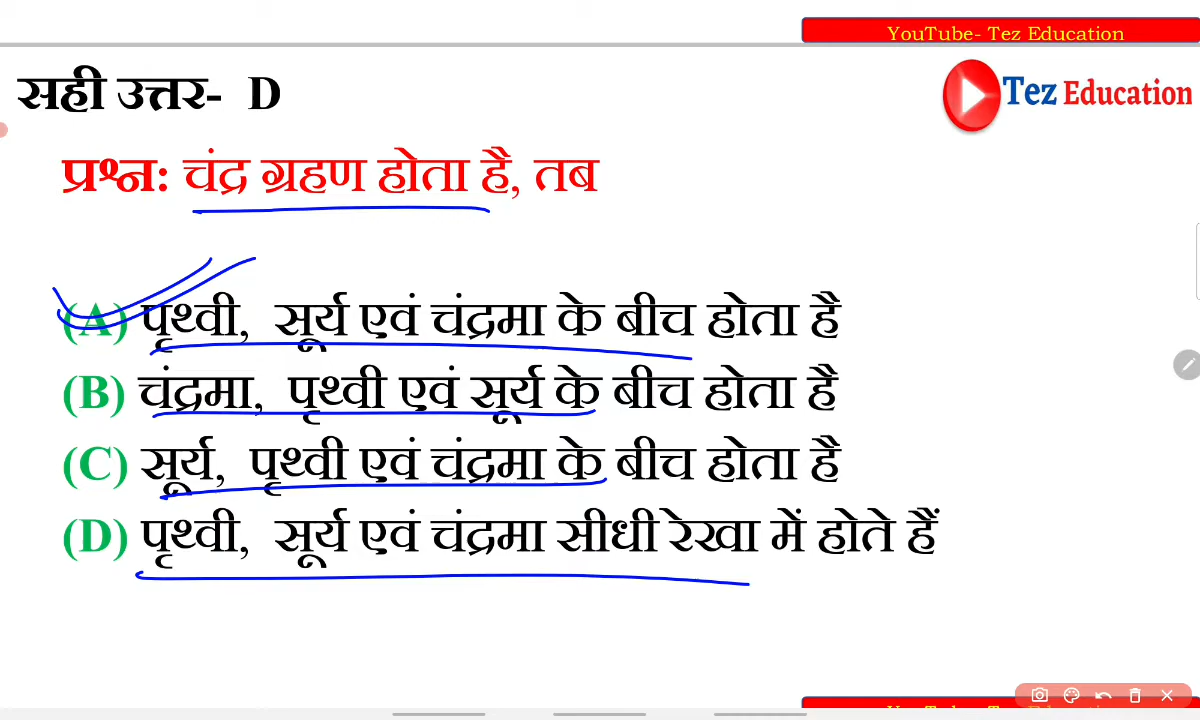 YouTube- Tez Education
सही उत्तर- D
Tez Education
प्रश्न: चंद्र ग्रहण होता है, तब
(A) पृथ्वी, सूर्य एवं चंद्रमा के बीच होता है
(B) चंद्रमा, पृथ्वी एवं सूर्य के बीच होता है
(C) सूर्य, पृथ्वी एवं चंद्रमा के बीच होता है
(D) पृथ्वी, सूर्य एवं चंद्रमा सीधी रेखा में होते हैं